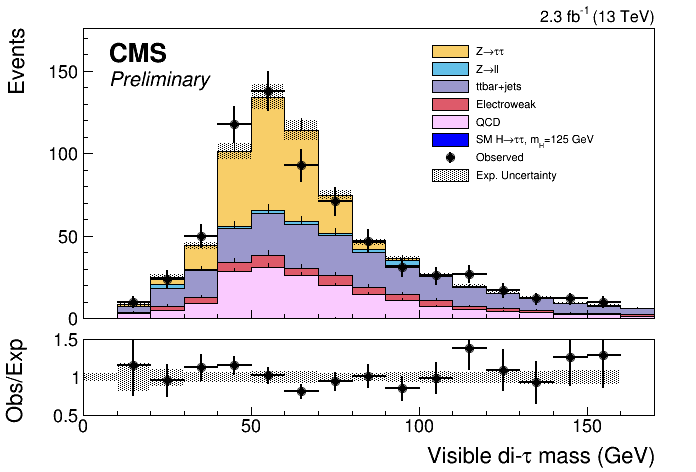 2.3 fb⁻¹ (13 TeV)
Events
CMS
Preliminary
Z→ττ
Z→ll
ttbar+jets
Electroweak
QCD
SM H→ττ, m_H=125 GeV
Observed
Exp. Uncertainty
150
100
50
0
Obs/Exp
1.5
1
0.5
0 50 100 150
Visible di-τ mass (GeV)